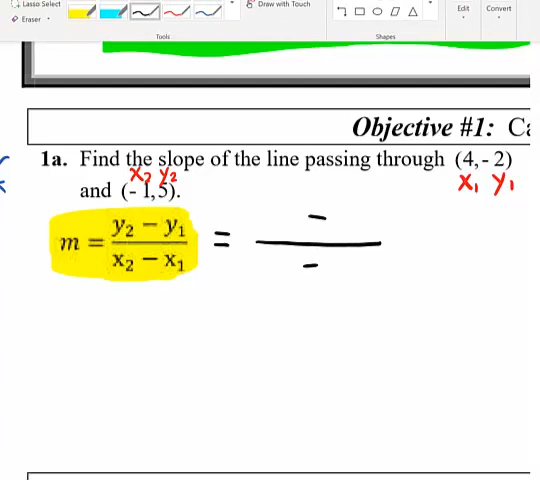 Lasso Select
Draw with Touch
Eraser
Edit
Convert
Tools
Shapes
Objective #1: Ca
1a. Find the slope of the line passing through (4,- 2)
x₂ y₂
x₁ y₁
and (- 1,5).
m = y₂ − y₁ / x₂ − x₁ = − / −